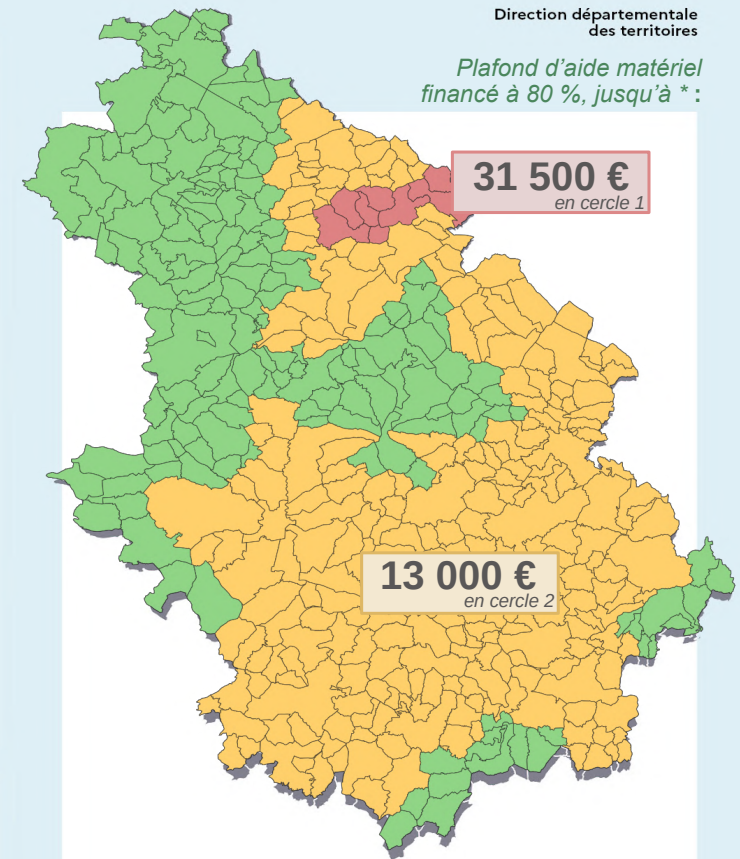 Direction départementale
des territoires
Plafond d’aide matériel
financé à 80 %, jusqu’à * :
31 500 €
en cercle 1
13 000 €
en cercle 2